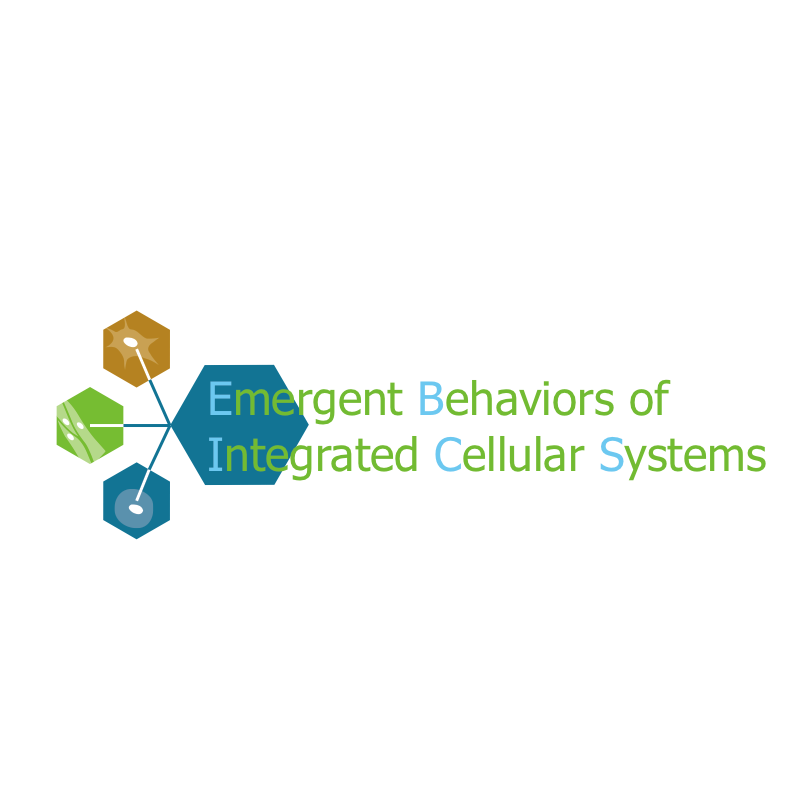 Emergent Behaviors of
Integrated Cellular Systems